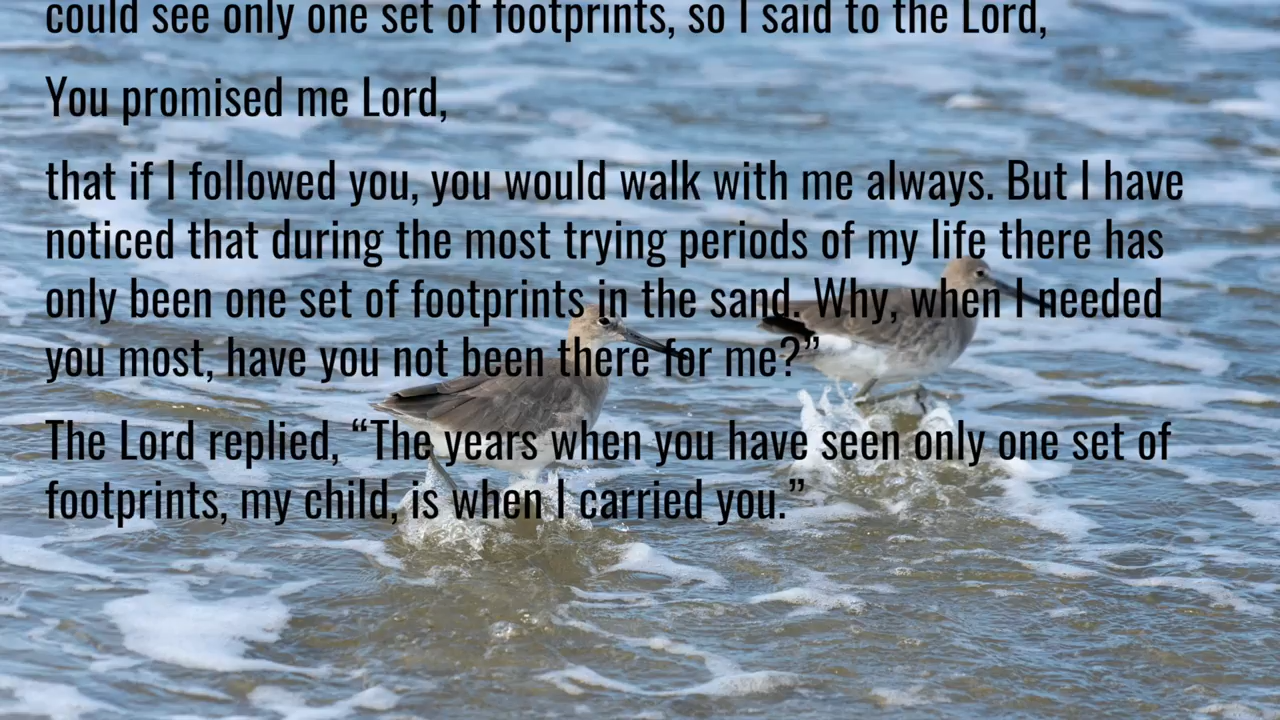 could see only one set of footprints, so I said to the Lord,
You promised me Lord,
that if I followed you, you would walk with me always. But I have
noticed that during the most trying periods of my life there has
only been one set of footprints in the sand. Why, when I needed
you most, have you not been there for me?”
The Lord replied, “The years when you have seen only one set of
footprints, my child, is when I carried you.”